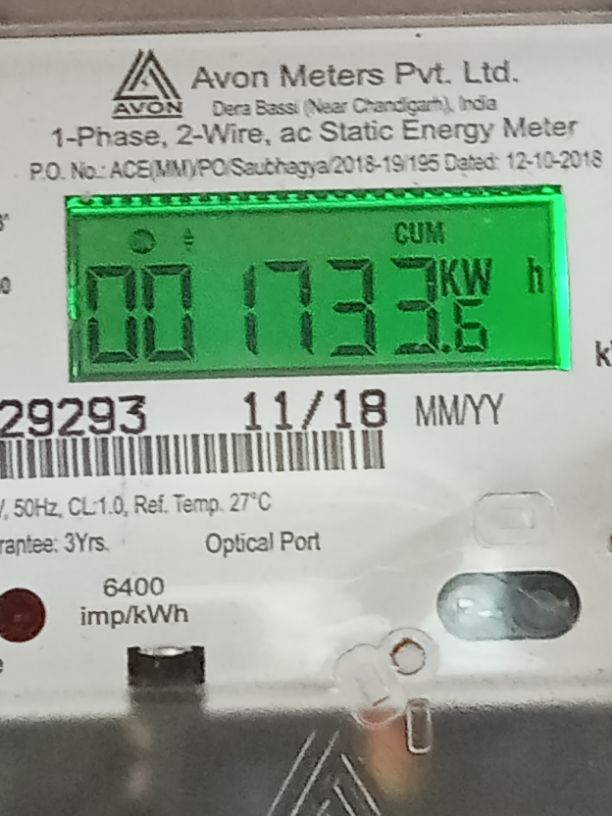 AVON
Avon Meters Pvt. Ltd.
Dera Bassi (Near Chandigarh), India
1-Phase, 2-Wire, ac Static Energy Meter
P.O. No.: ACE(MM)/PO/Saubhagya/2018-19/195 Dated: 12-10-2018
CUM
001733.6 KW h
29293 11/18 MM/YY
, 50Hz, CL:1.0, Ref. Temp. 27°C
rantee: 3Yrs. Optical Port
6400
imp/kWh